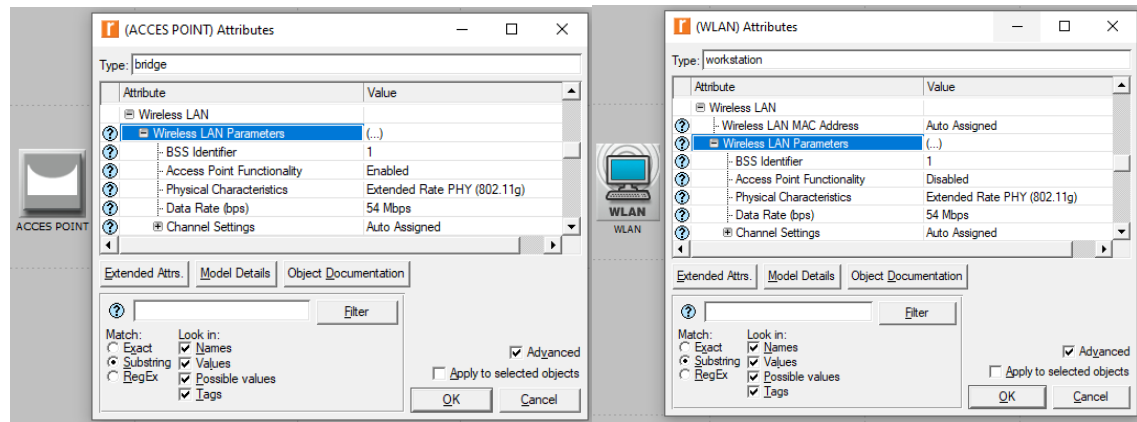 (ACCES POINT) Attributes
Type: bridge
Attribute Value
Wireless LAN
Wireless LAN Parameters (...)
BSS Identifier 1
Access Point Functionality Enabled
Physical Characteristics Extended Rate PHY (802.11g)
Data Rate (bps) 54 Mbps
Channel Settings Auto Assigned
ACCES POINT
Extended Attrs. Model Details Object Documentation
Filter
Match: Look in:
Exact Names
Substring Values
RegEx Possible values
Tags
Advanced
Apply to selected objects
OK Cancel
(WLAN) Attributes
Type: workstation
Attribute Value
Wireless LAN
Wireless LAN MAC Address Auto Assigned
Wireless LAN Parameters (...)
BSS Identifier 1
Access Point Functionality Disabled
Physical Characteristics Extended Rate PHY (802.11g)
Data Rate (bps) 54 Mbps
Channel Settings Auto Assigned
WLAN
WLAN
Extended Attrs. Model Details Object Documentation
Filter
Match: Look in:
Exact Names
Substring Values
RegEx Possible values
Tags
Advanced
Apply to selected objects
OK Cancel